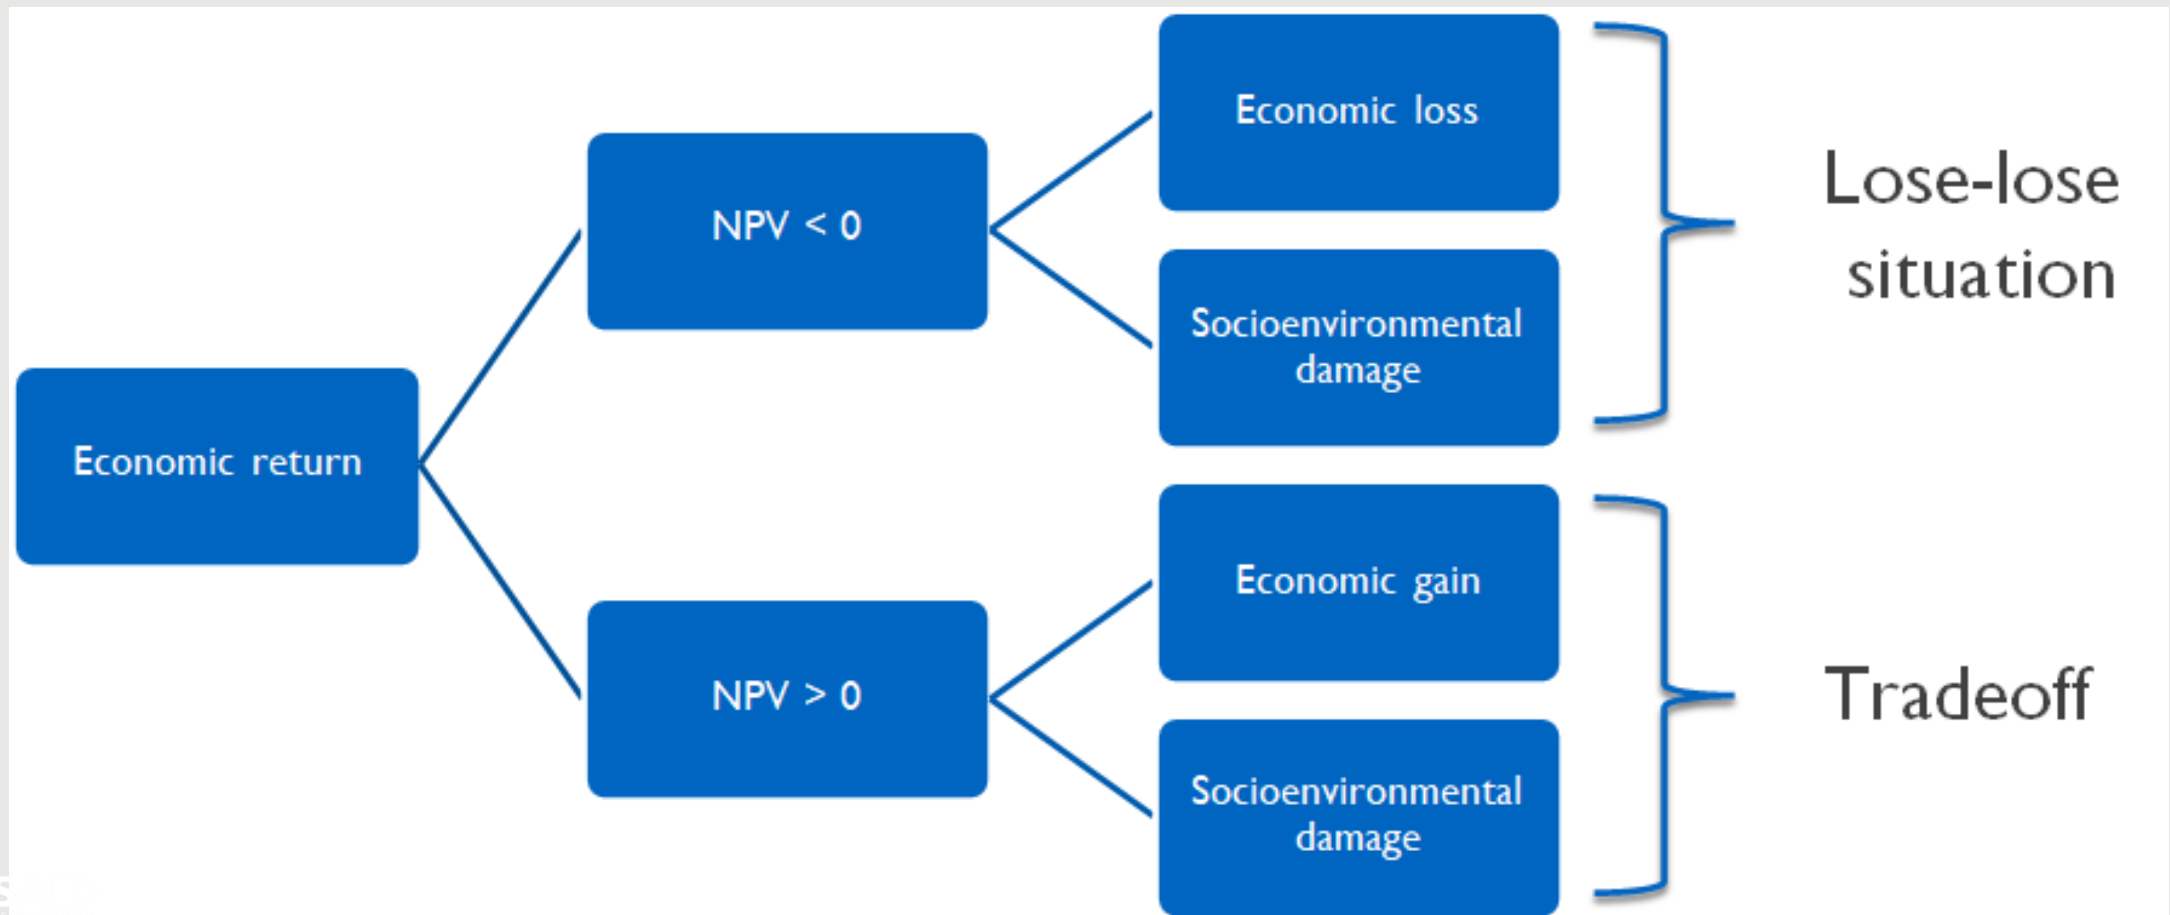 Economic return
NPV < 0
Economic loss
Socioenvironmental
damage
Lose-lose
situation
NPV > 0
Economic gain
Socioenvironmental
damage
Tradeoff